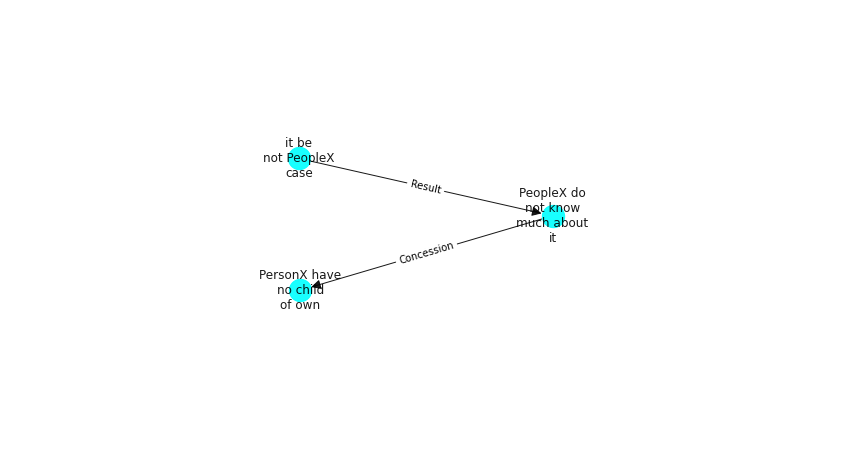 it be
not PeopleX
case
Result
PeopleX do
not know
much about
it
Concession
PersonX have
no child
of own